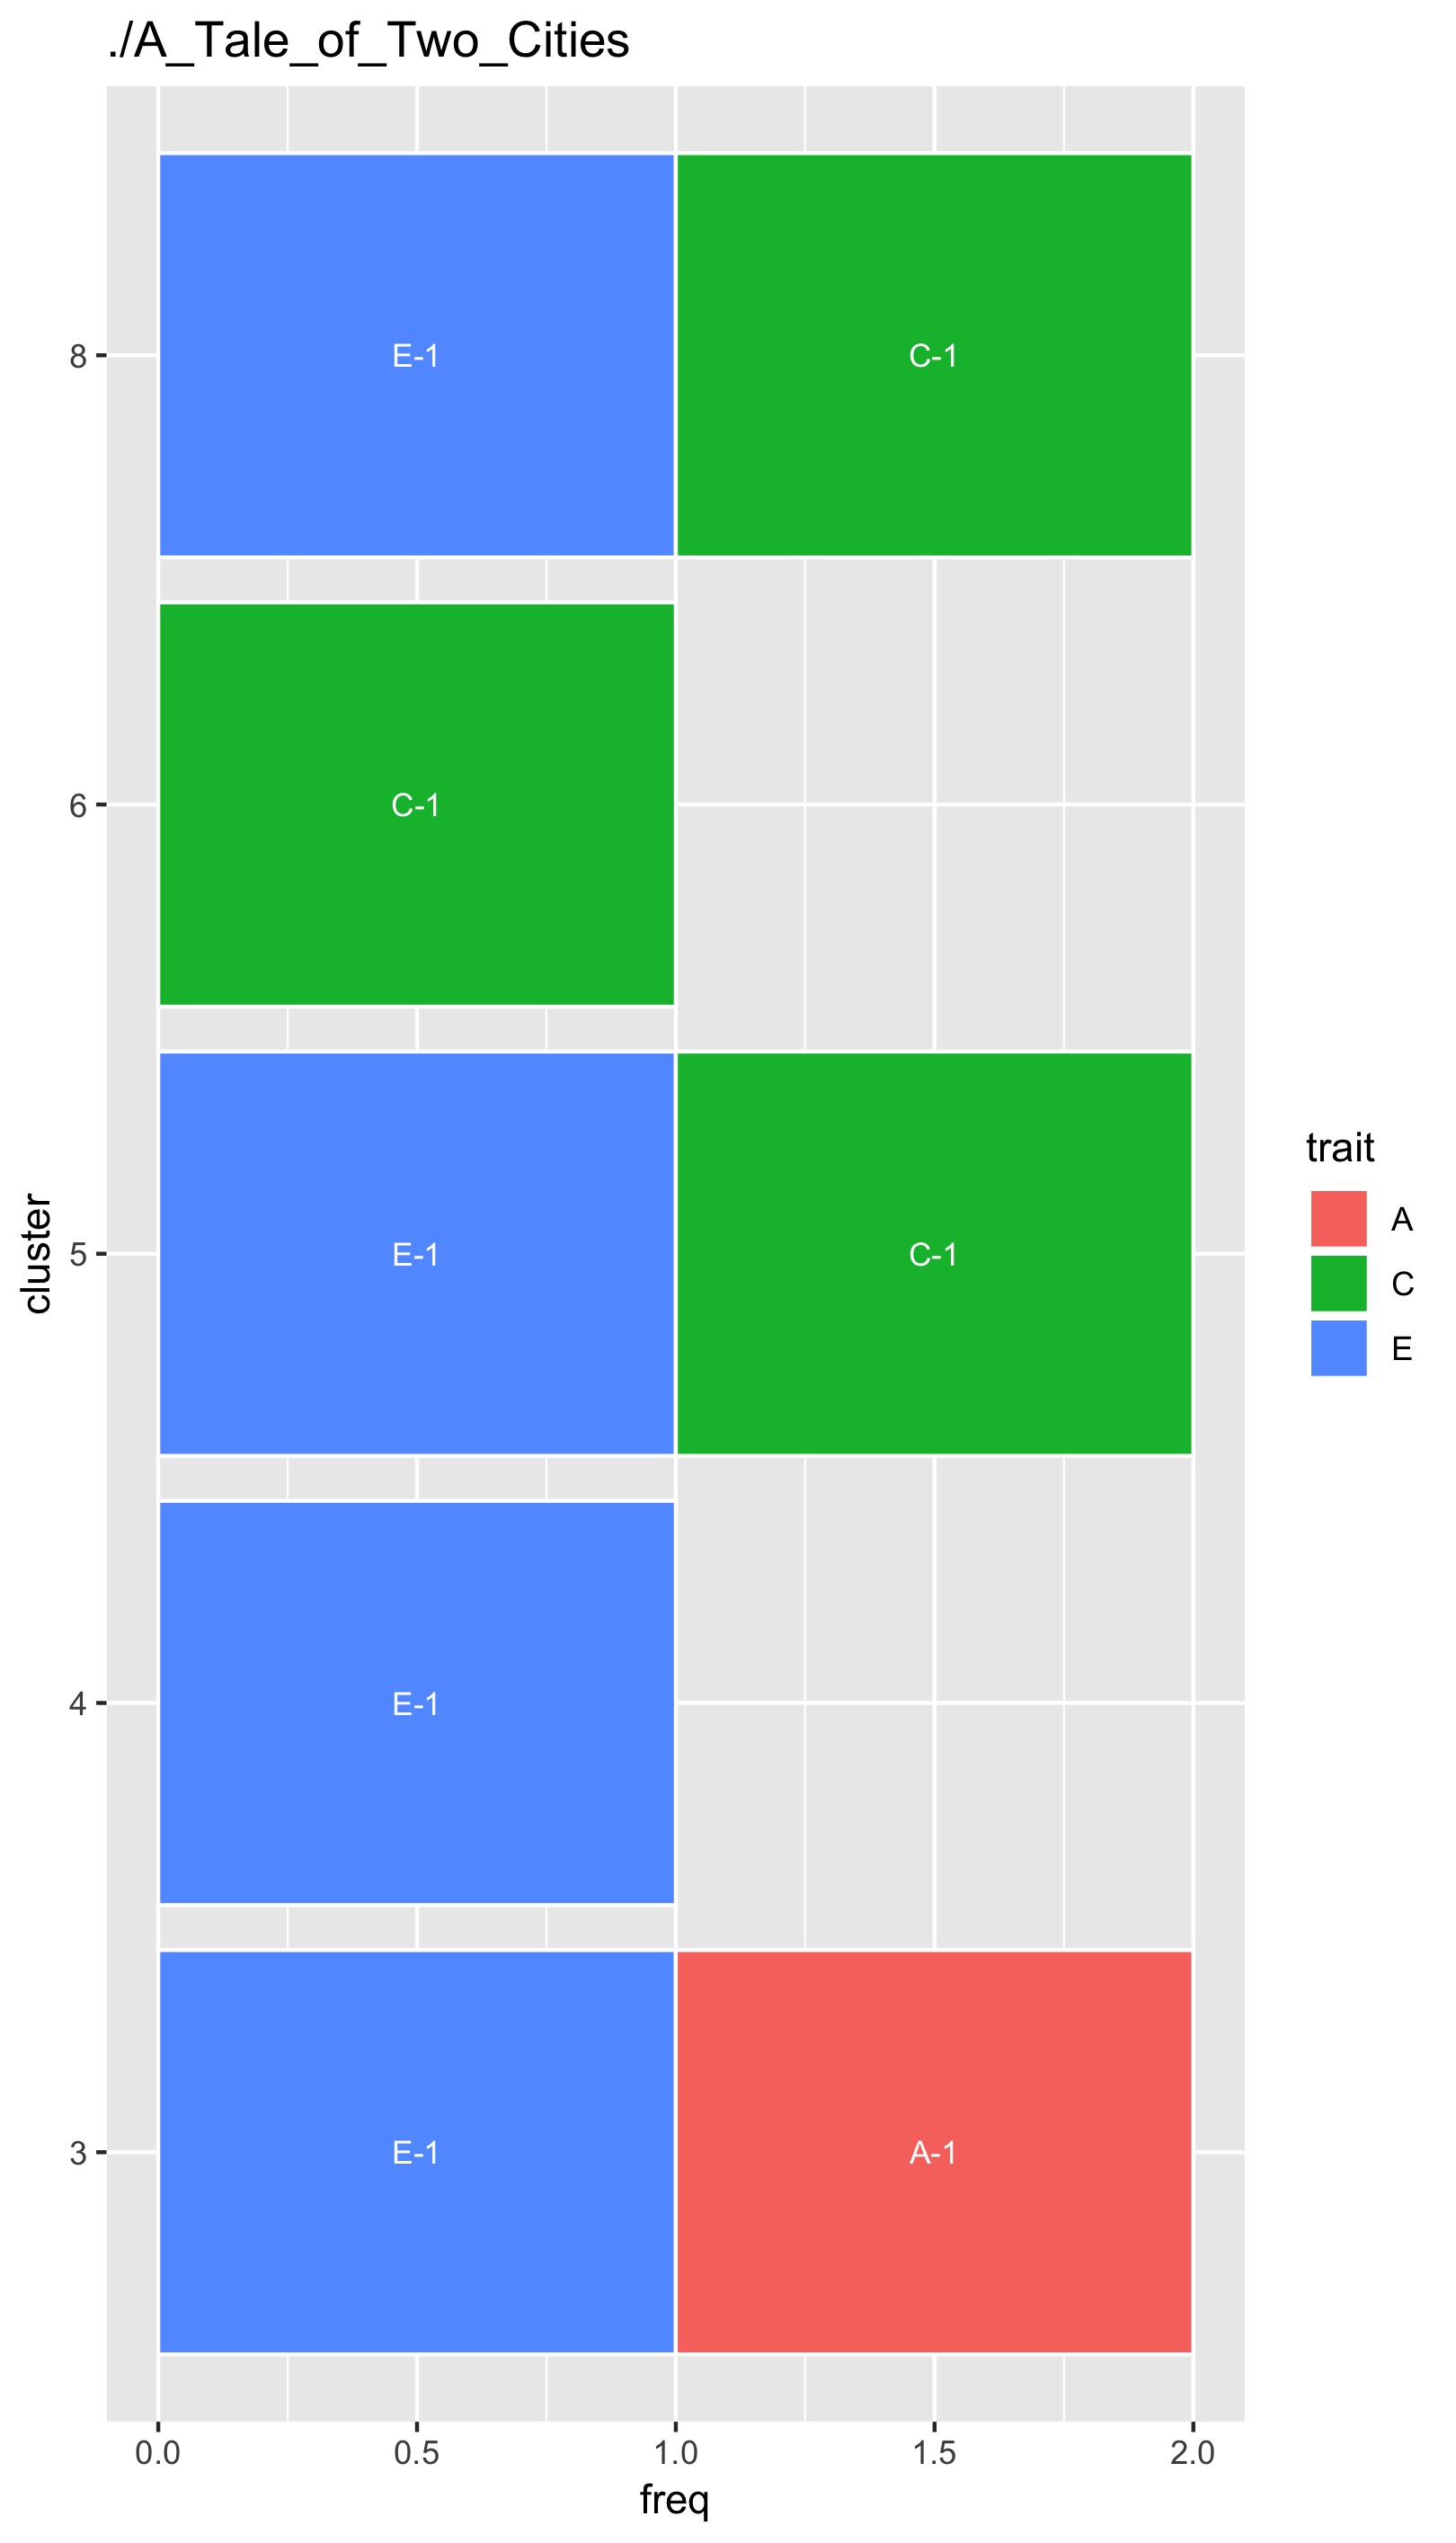 ./A_Tale_of_Two_Cities
8
E-1
C-1
6
C-1
cluster
5
E-1
C-1
trait
A
C
E
4
E-1
3
E-1
A-1
0.0
0.5
1.0
1.5
2.0
freq